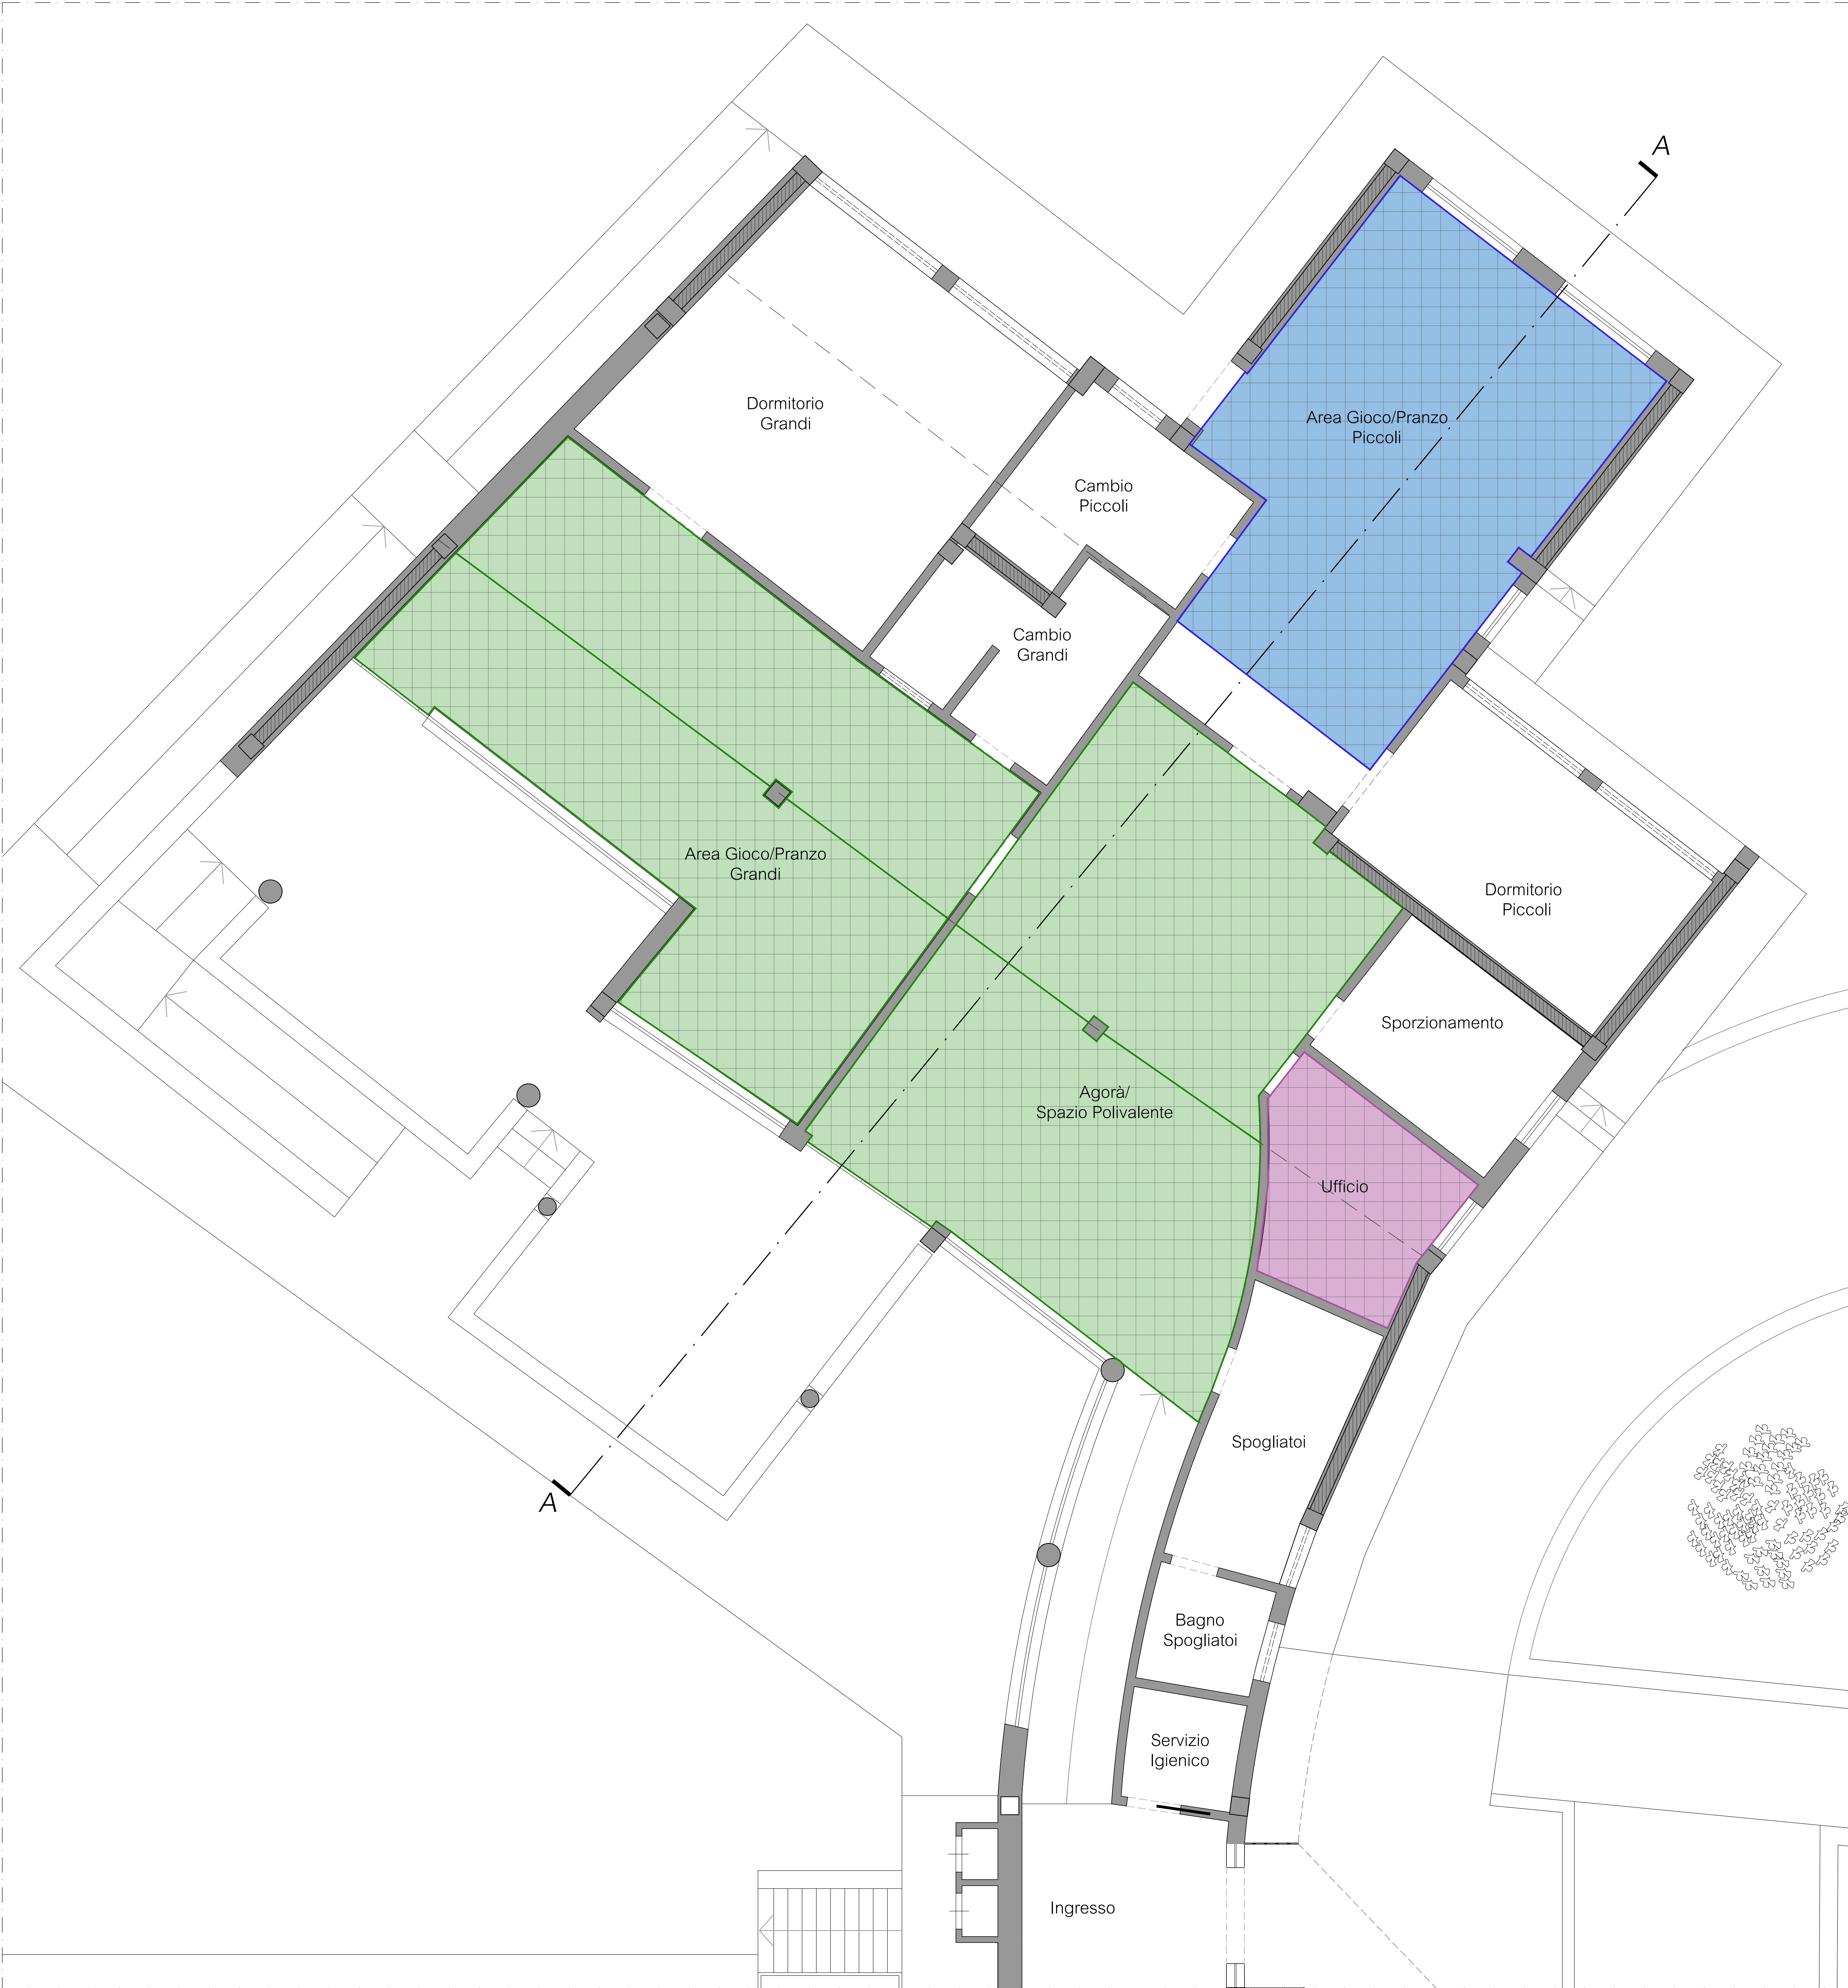 A
Dormitorio
Grandi
Area Gioco/Pranzo
Piccoli
Cambio
Piccoli
Cambio
Grandi
Area Gioco/Pranzo
Grandi
Dormitorio
Piccoli
Sporzionamento
Agorà/
Spazio Polivalente
Ufficio
Spogliatoi
A
Bagno
Spogliatoi
Servizio
Igienico
Ingresso